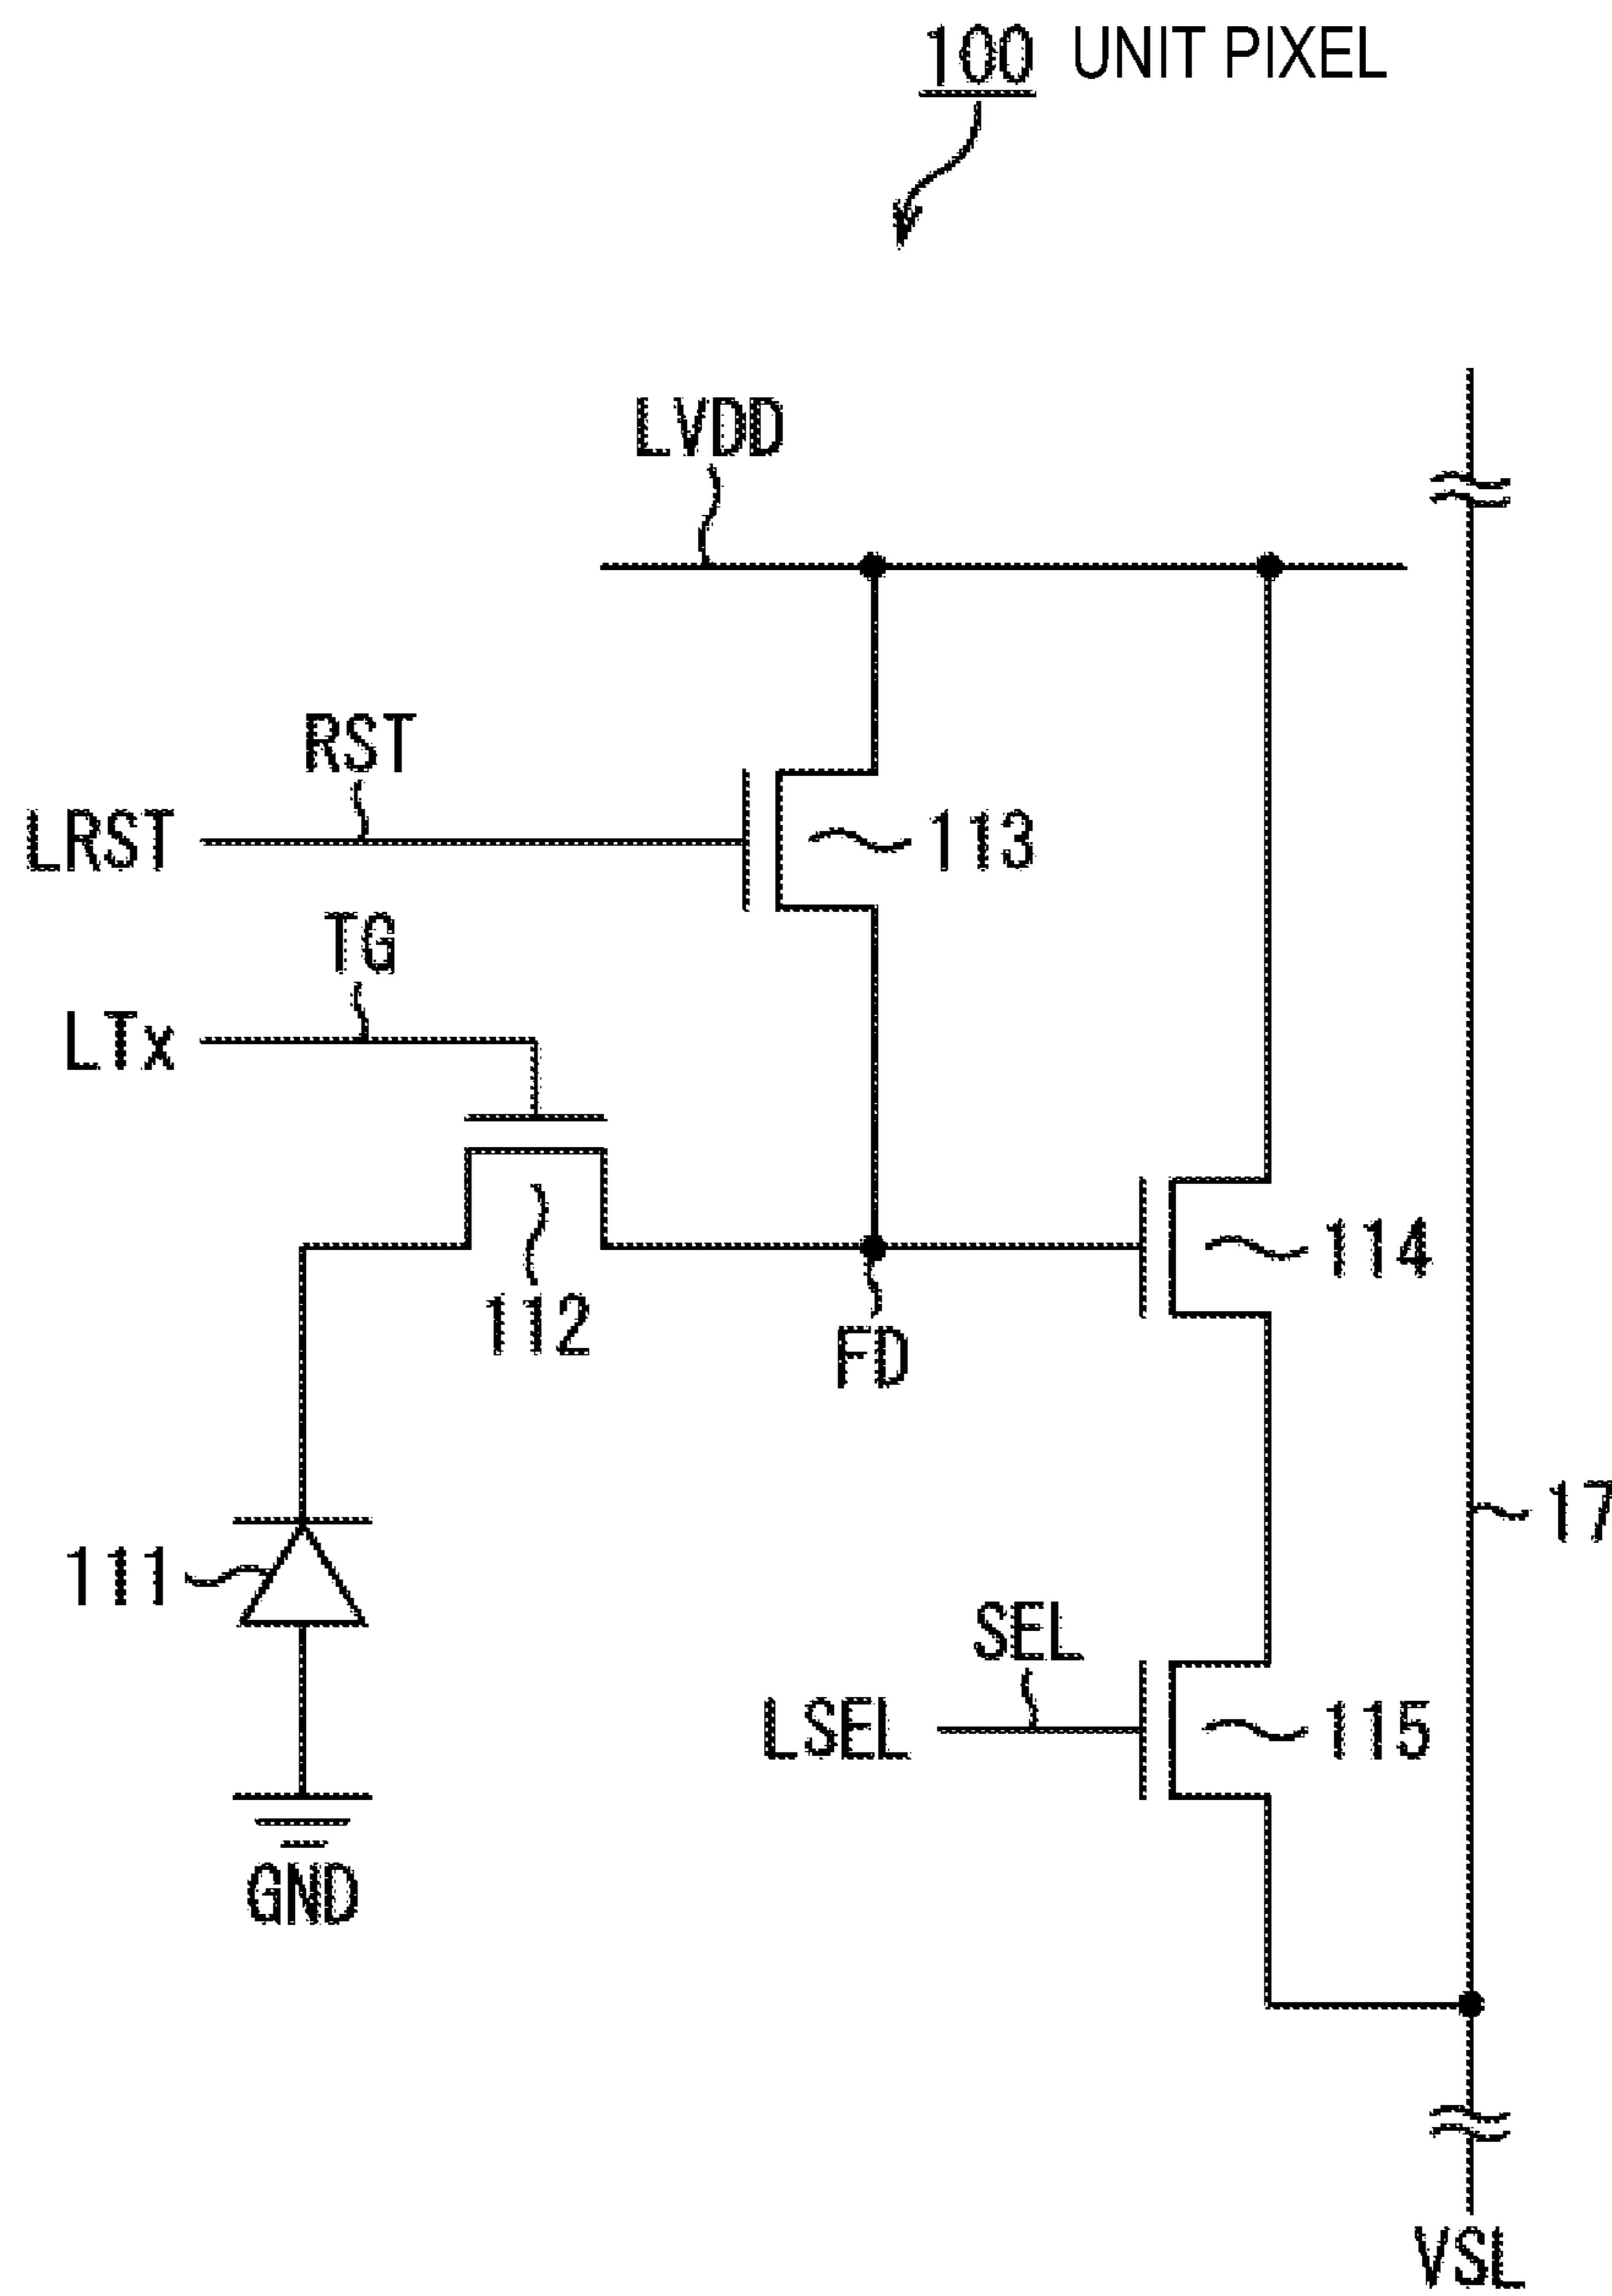 100 UNIT PIXEL
LVDD
RST
LRST
113
TG
LTx
114
112
FD
17
111
SEL
LSEL
115
GND
VSL